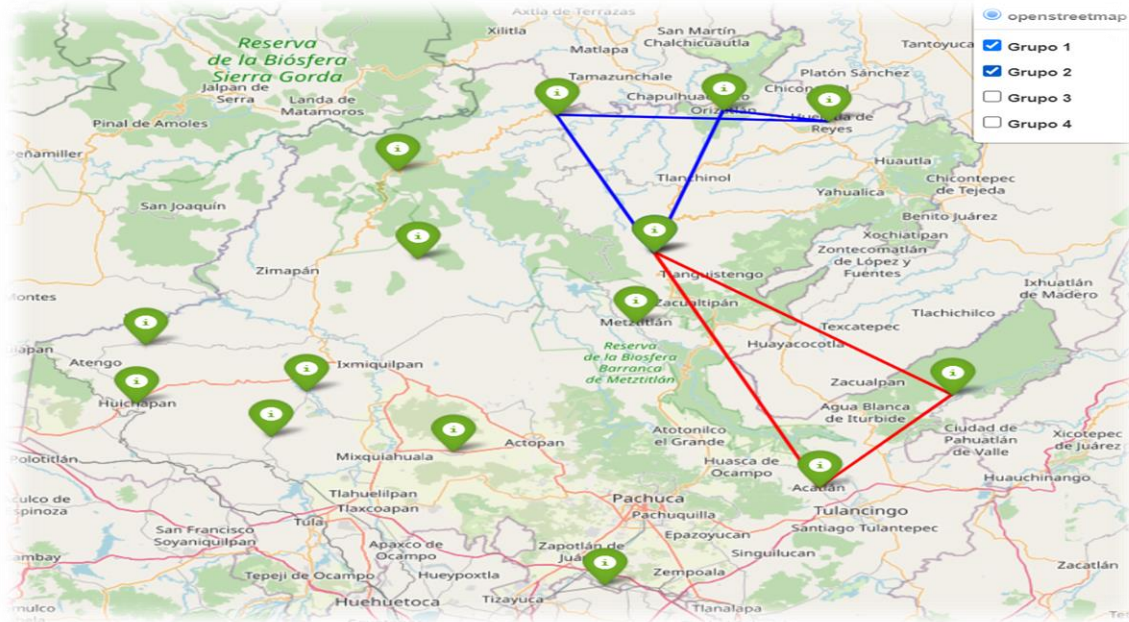 Axtla de Terrazas
Xilitla
San Martín
Chalchicuautla
Matlapa
openstreetmap
Grupo 1
Grupo 2
Grupo 3
Grupo 4
Tantoyuca
Reserva
de la Biósfera
Sierra Gorda
Jalpan de
Serra
Landa de
Matamoros
Pinal de Amoles
Tamazunchale
Platón Sánchez
Orizatlán
Reyes
Huautla
Tlanchinol
Chicontepec
de Tejeda
Yahualica
San Joaquín
Benito Juárez
Xochiatipan
Zontecomatlán
de López y
Fuentes
Zimapán
Tianguistengo
Ixhuatlán
de Madero
Zacualtipán
Metztitlán
Tlachichilco
Texcatepec
Huayacocotla
Reserva
de la Biosfera
Barranca
de Metztitlán
Atengo
Ixmiquilpan
Huichapan
Zacualpan
Agua Blanca
de Iturbide
Ciudad de
Pahuatlán
de Valle
Xicotepec
de Juárez
Atotonilco
el Grande
Actopan
Mixquiahuala
Polotitlán
Huasca de
Ocampo
Acatlán
Huauchinango
Tlahuelilpan
Tlaxcoapan
Pachuca
Pachuquilla
Tulancingo
Santiago Tulantepec
San Francisco
Soyaniquilpan
Tula
Epazoyucan
Singuilucan
Apaxco de
Ocampo
Zapotlán de
Tepeji de Ocampo
Hueypoxtla
Zempoala
Zacatlán
Huehuetoca
Tizayuca
Tlanalapa